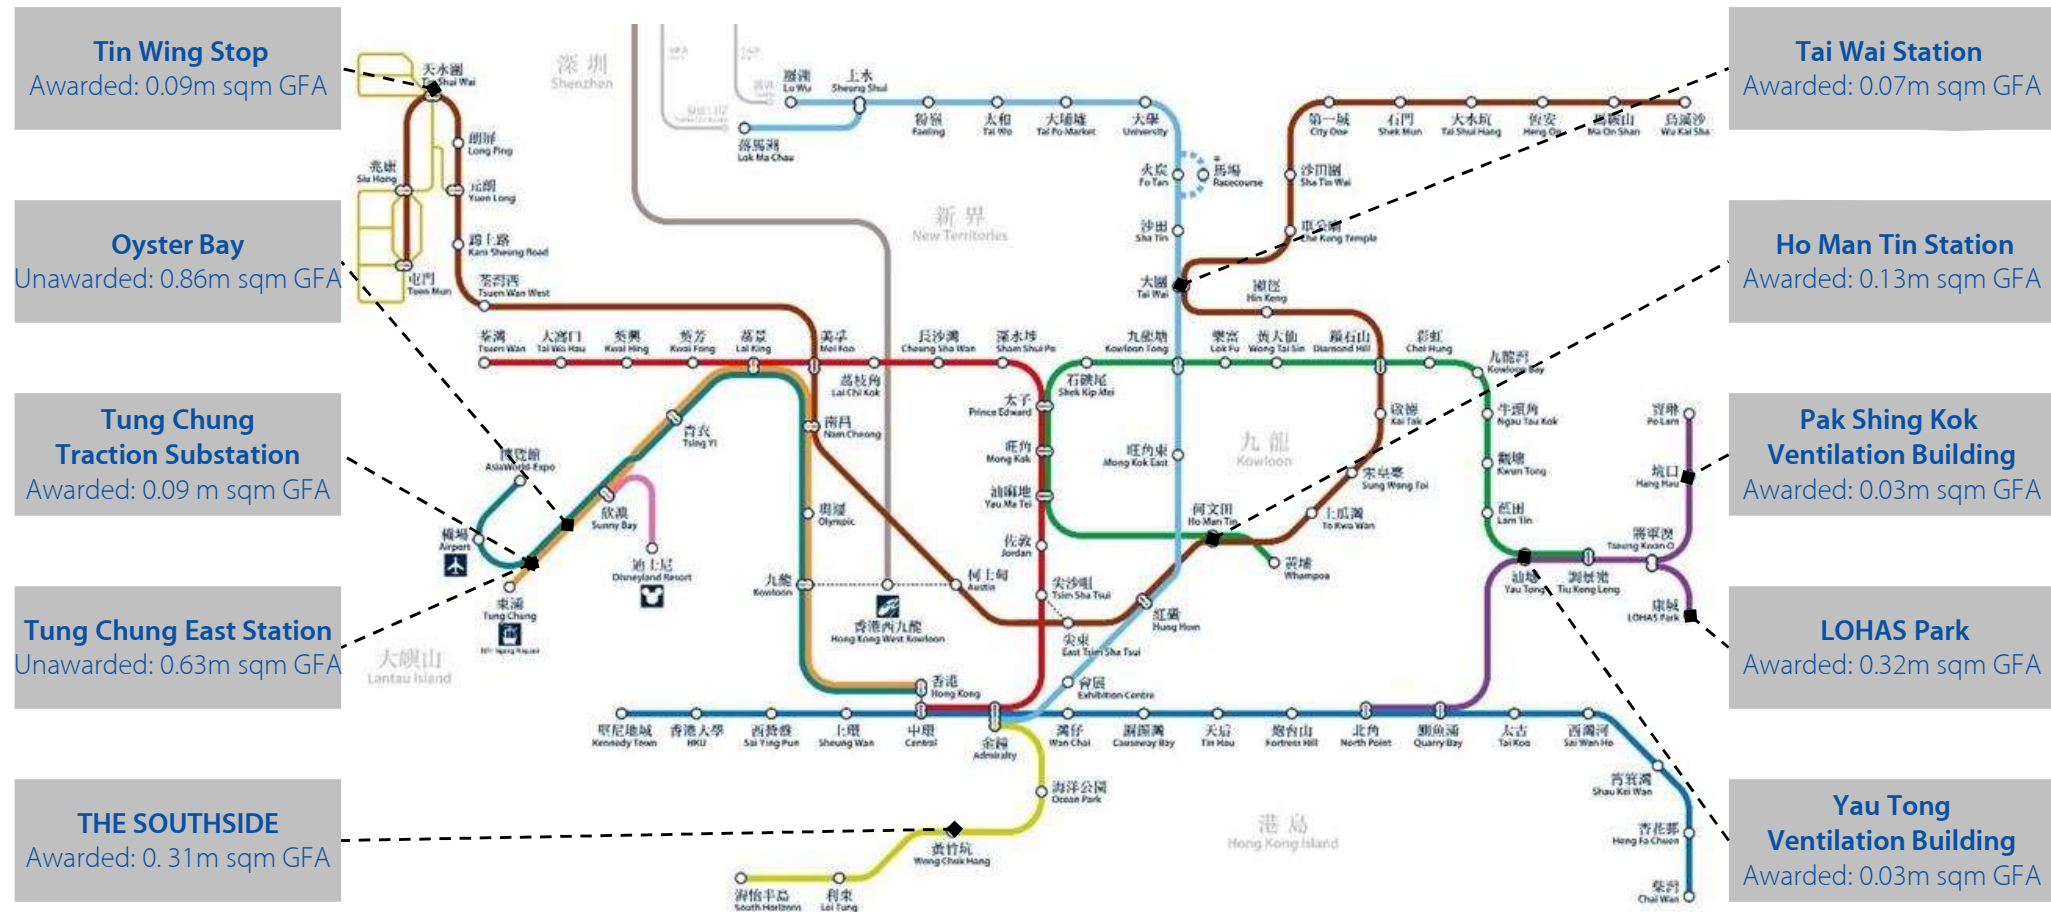 Tin Wing Stop
Awarded: 0.09m sqm GFA
Oyster Bay
Unawarded: 0.86m sqm GFA
Tung Chung
Traction Substation
Awarded: 0.09 m sqm GFA
Tung Chung East Station
Unawarded: 0.63m sqm GFA
THE SOUTHSIDE
Awarded: 0. 31m sqm GFA
深圳
Shenzhen
新界
New Territories
九龍
Kowloon
大嶼山
Lantau Island
港島
Hong Kong Island
天水圍
朗屏
Long Ping
兆康
Siu Hong
元朗
Yuen Long
錦上路
Kam Sheung Road
屯門
Tuen Mun
荃灣西
Tsuen Wan West
羅湖
Lo Wu
上水
Sheung Shui
落馬洲
Lok Ma Chau
粉嶺
Fanling
太和
Tai Wo
大埔墟
Tai Po Market
大學
University
火炭
Fo Tan
馬場
Racecourse
沙田
Sha Tin
大圍
Tai Wai
第一城
City One
石門
Shek Mun
大水坑
Tai Shui Hang
恆安
Heng On
馬鞍山
Ma On Shan
烏溪沙
Wu Kai Sha
沙田圍
Sha Tin Wai
車公廟
Che Kung Temple
顯徑
Hin Keng
荃灣
Tsuen Wan
大窩口
Tai Wo Hau
葵興
Kwai Hing
葵芳
Kwai Fong
荔景
Lai King
美孚
Mei Foo
荔枝角
Lai Chi Kok
長沙灣
Cheung Sha Wan
深水埗
Sham Shui Po
九龍塘
Kowloon Tong
樂富
Lok Fu
黃大仙
Wong Tai Sin
鑽石山
Diamond Hill
彩虹
Choi Hung
九龍灣
Kowloon Bay
石硤尾
Shek Kip Mei
太子
Prince Edward
旺角
Mong Kok
油麻地
Yau Ma Tei
佐敦
Jordan
尖沙咀
Tsim Sha Tsui
尖東
East Tsim Sha Tsui
旺角東
Mong Kok East
啟德
Kai Tak
宋皇臺
Sung Wong Toi
土瓜灣
To Kwa Wan
何文田
Ho Man Tin
黃埔
Whampoa
紅磡
Hung Hom
牛頭角
Ngau Tau Kok
觀塘
Kwun Tong
藍田
Lam Tin
油塘
Yau Tong
調景嶺
Tiu Keng Leng
將軍澳
Tseung Kwan O
坑口
Hang Hau
寶琳
Po Lam
康城
LOHAS Park
青衣
Tsing Yi
南昌
Nam Cheong
奧運
Olympic
九龍
Kowloon
柯士甸
Austin
香港西九龍
Hong Kong West Kowloon
博覽館
AsiaWorld-Expo
機場
Airport
欣澳
Sunny Bay
迪士尼
Disneyland Resort
東涌
Tung Chung
香港
Hong Kong
會展
Exhibition Centre
堅尼地城
Kennedy Town
香港大學
HKU
西營盤
Sai Ying Pun
上環
Sheung Wan
中環
Central
金鐘
Admiralty
灣仔
Wan Chai
銅鑼灣
Causeway Bay
天后
Tin Hau
炮台山
Fortress Hill
北角
North Point
鰂魚涌
Quarry Bay
太古
Tai Koo
西灣河
Sai Wan Ho
筲箕灣
Shau Kei Wan
杏花邨
Heng Fa Chuen
柴灣
Chai Wan
海洋公園
Ocean Park
黃竹坑
Wong Chuk Hang
利東
Lei Tung
海怡半島
South Horizons
Tai Wai Station
Awarded: 0.07m sqm GFA
Ho Man Tin Station
Awarded: 0.13m sqm GFA
Pak Shing Kok
Ventilation Building
Awarded: 0.03m sqm GFA
LOHAS Park
Awarded: 0.32m sqm GFA
Yau Tong
Ventilation Building
Awarded: 0.03m sqm GFA